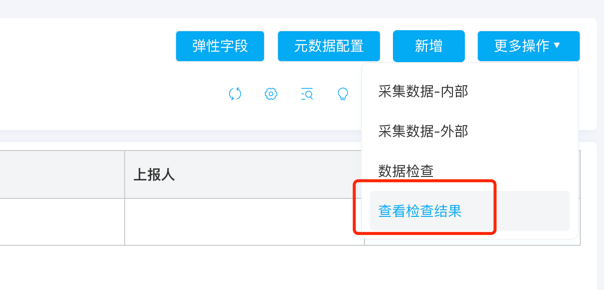 弹性字段 元数据配置 新增 更多操作▼
采集数据-内部
采集数据-外部
数据检查
上报人
查看检查结果